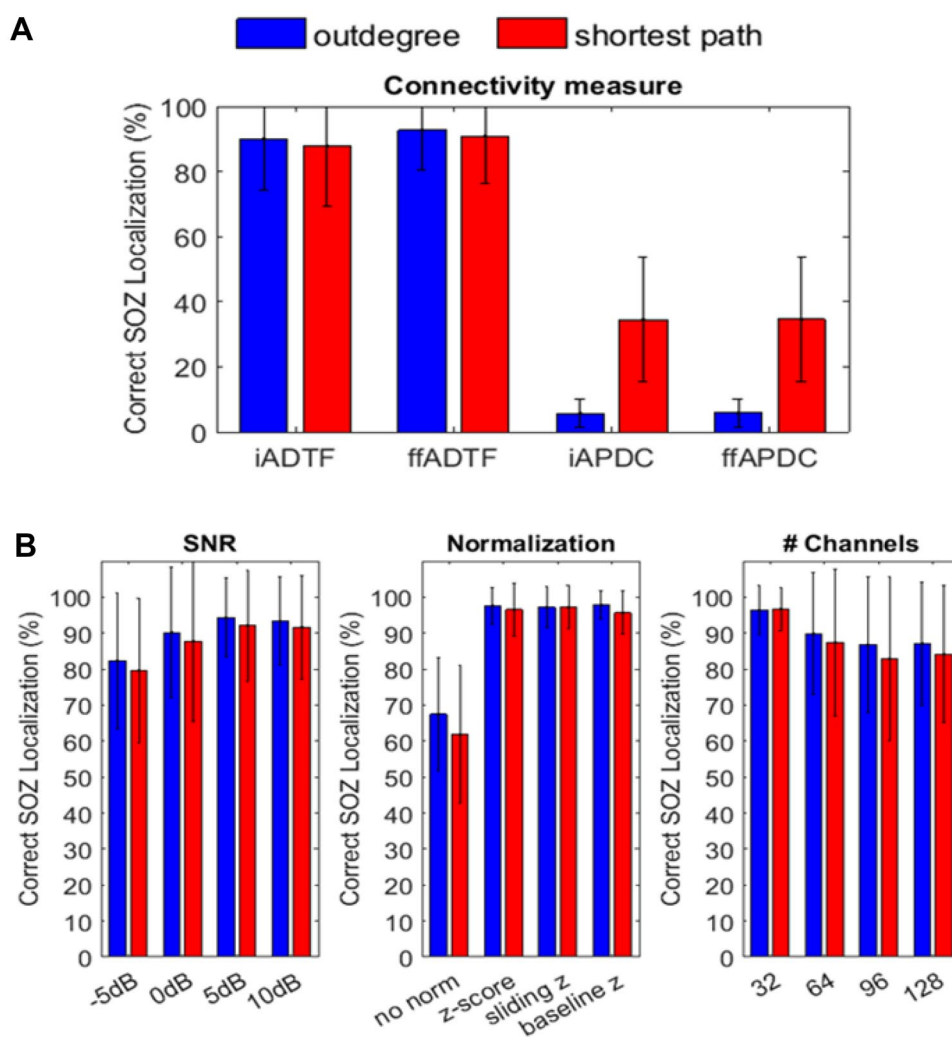 A
outdegree shortest path
Connectivity measure
Correct SOZ Localization (%)
100
80
60
40
20
0
iADTF ffADTF iAPDC ffAPDC
B
SNR
Correct SOZ Localization (%)
100
90
80
70
60
50
40
30
20
10
0
-5dB 0dB 5dB 10dB
Normalization
Correct SOZ Localization (%)
100
90
80
70
60
50
40
30
20
10
0
no norm z-score sliding z baseline z
# Channels
Correct SOZ Localization (%)
100
90
80
70
60
50
40
30
20
10
0
32 64 96 128